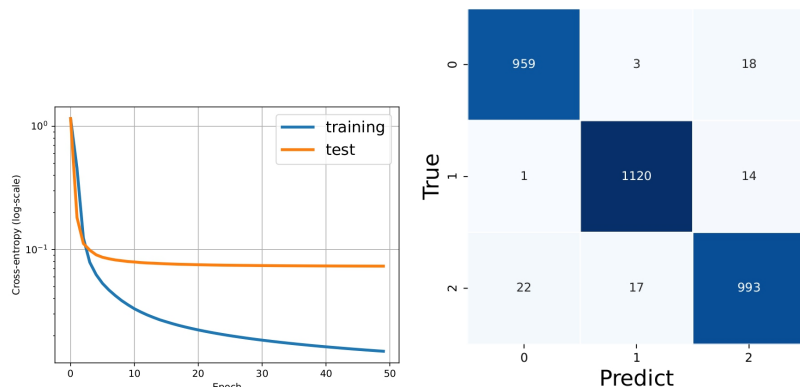 10⁰
10⁻¹
Cross-entropy (log-scale)
training
test
0 10 20 30 40 50
Epoch
True
0 959 3 18
1 1 1120 14
2 22 17 993
0 1 2
Predict